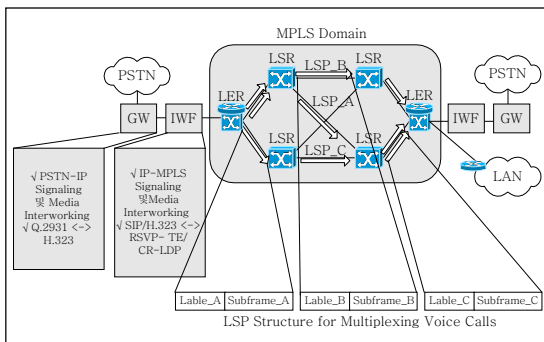 MPLS Domain
LSR
LSP_B
LSR
PSTN
PSTN
LER
LSP_A
LER
GW
IWF
IWF
GW
LSR
LSP_C
LSR
LAN
√ PSTN-IP
Signaling
및 Media
Interworking
√ Q.2931 <->
H.323
√ IP-MPLS
Signaling
및Media
Interworking
√ SIP/H.323 <->
RSVP- TE/
CR-LDP
Lable_A Subframe_A
Lable_B Subframe_B
Lable_C Subframe_C
LSP Structure for Multiplexing Voice Calls